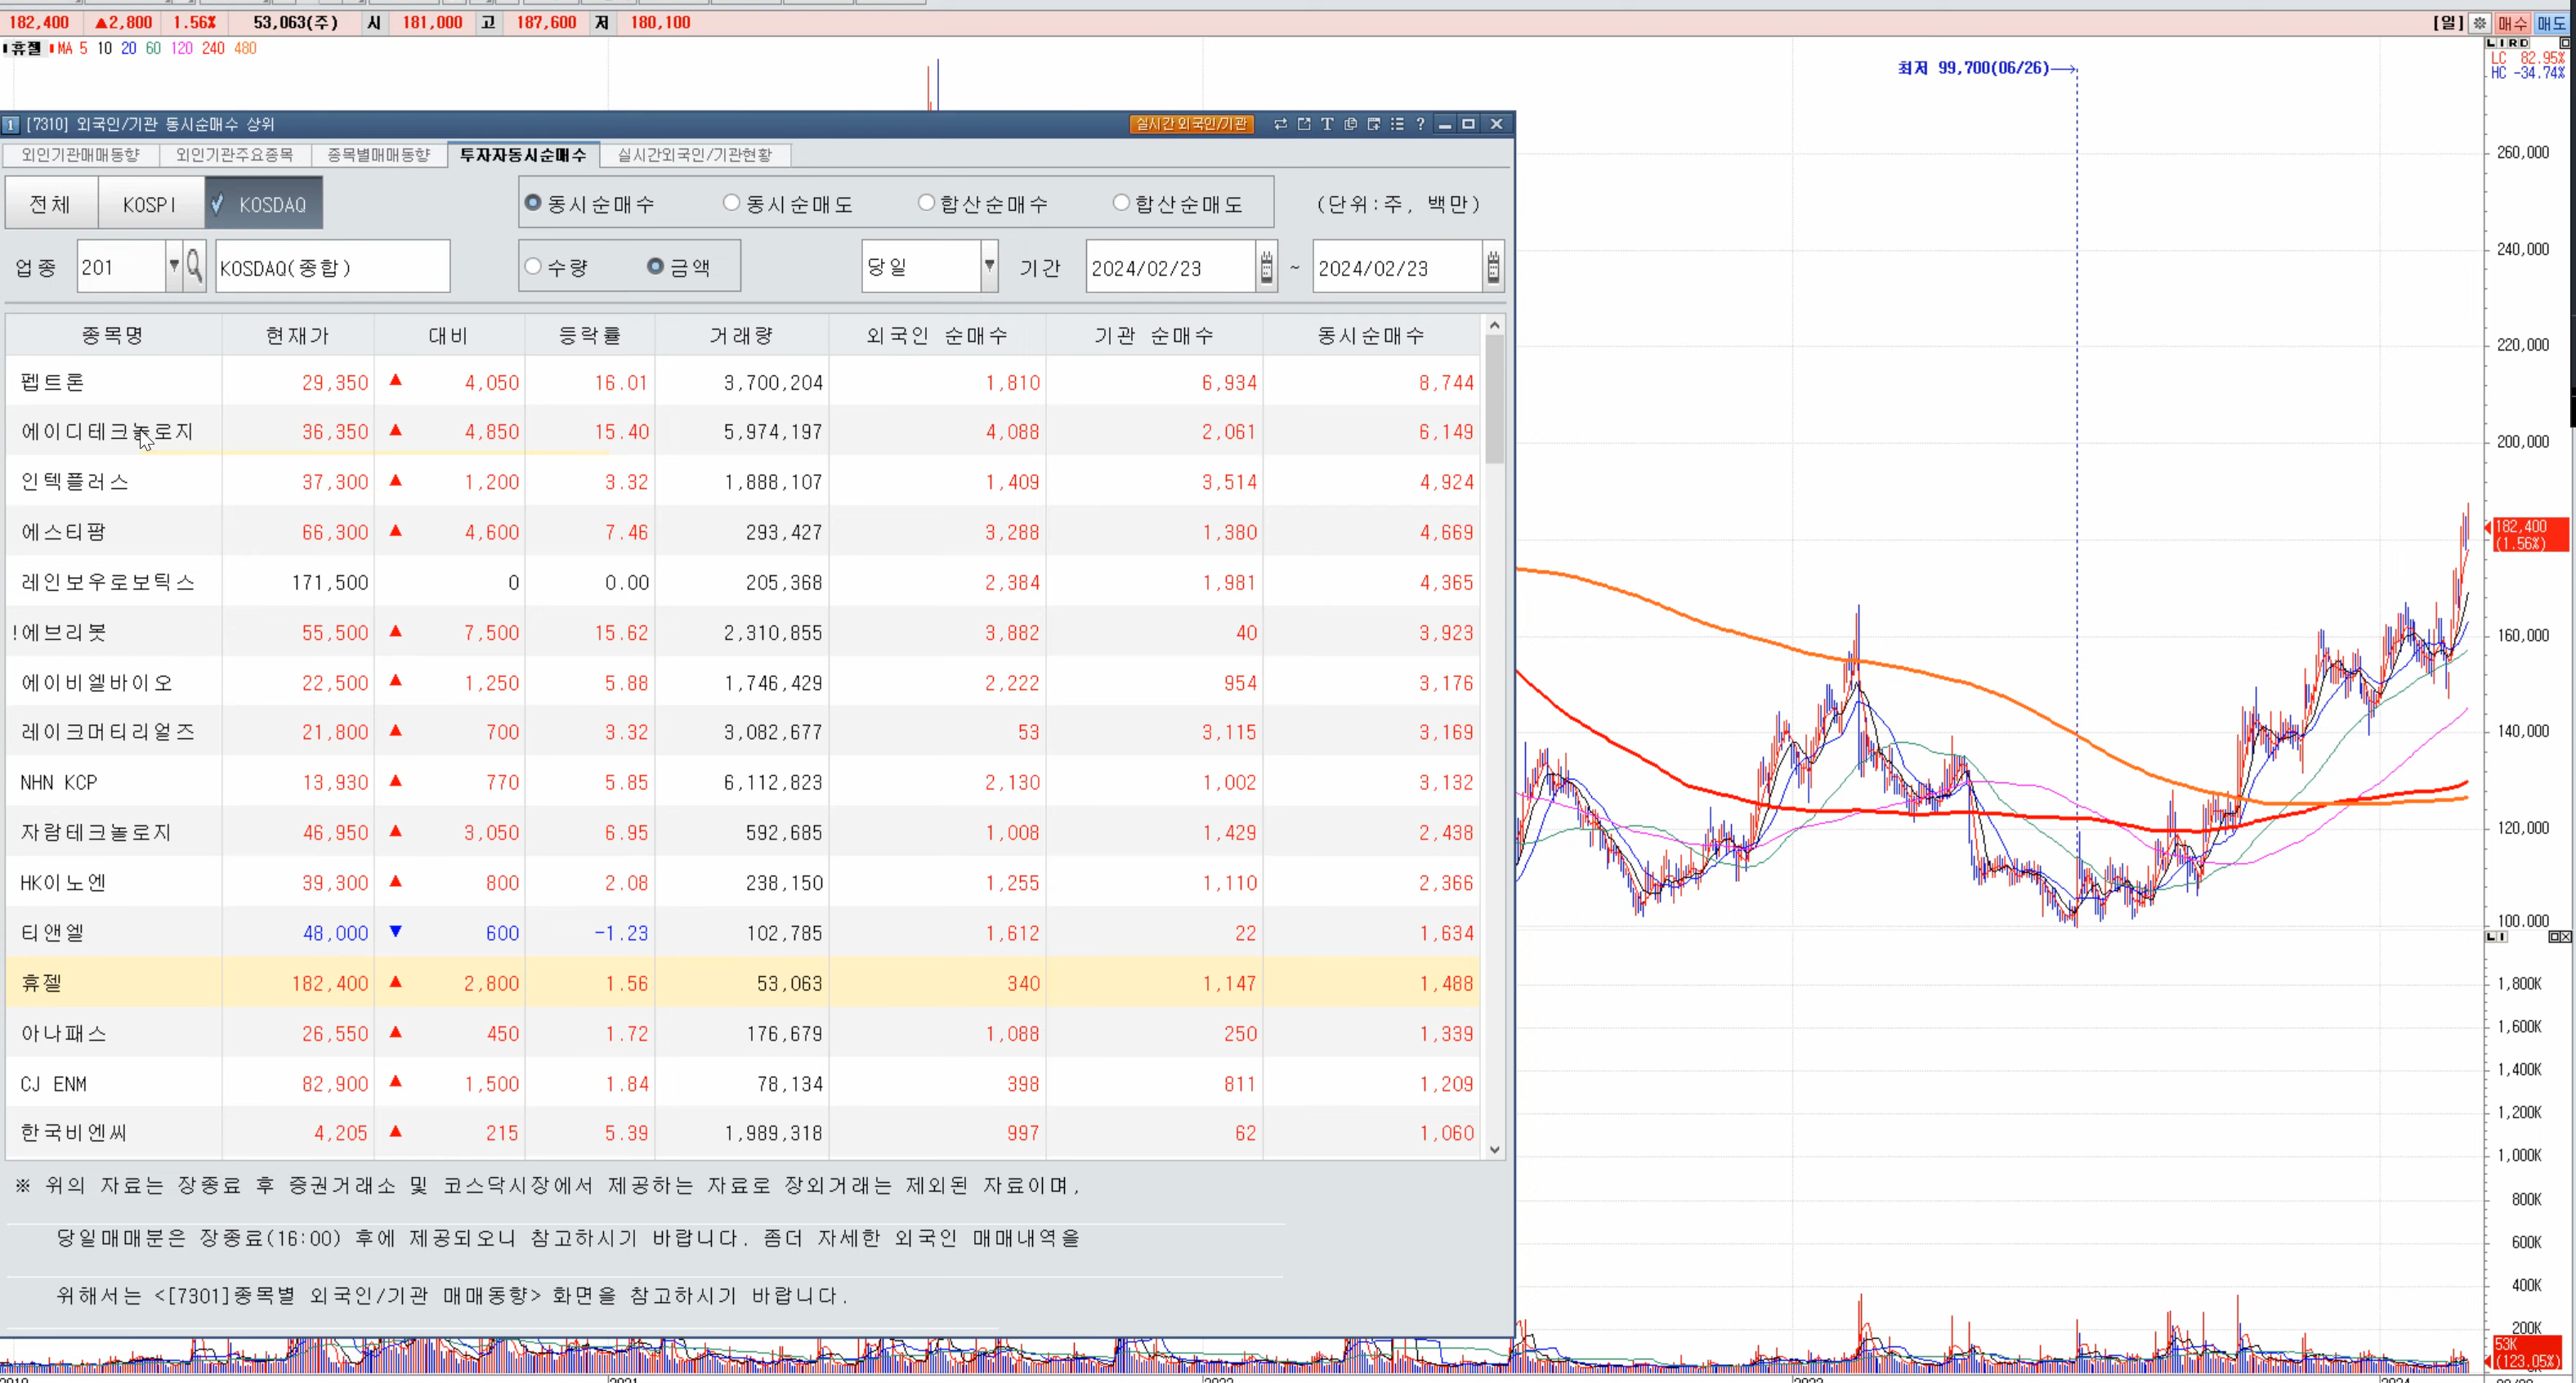 182,400 ▲2,800 1.56% 53,063(주) 시 181,000 고 187,600 저 180,100 [일] 매수 매도
휴젤 MA 5 10 20 60 120 240 480
L I R D
LC 82.95%
HC -34.74%
최저 99,700(06/26)→
1 [7310] 외국인/기관 동시순매수 상위 실시간 외국인/기관 T ?
외인기관매매동향 외인기관주요종목 종목별매매동향 투자자동시순매수 실시간외국인/기관현황
전체 KOSPI KOSDAQ 동시순매수 동시순매도 합산순매수 합산순매도 (단위:주, 백만)
업종 201 KOSDAQ(종합) 수량 금액 당일 기간 2024/02/23 ~ 2024/02/23
종목명 현재가 대비 등락률 거래량 외국인 순매수 기관 순매수 동시순매수
펩트론 29,350 ▲ 4,050 16.01 3,700,204 1,810 6,934 8,744
에이디테크놀로지 36,350 ▲ 4,850 15.40 5,974,197 4,088 2,061 6,149
인텍플러스 37,300 ▲ 1,200 3.32 1,888,107 1,409 3,514 4,924
에스티팜 66,300 ▲ 4,600 7.46 293,427 3,288 1,380 4,669
레인보우로보틱스 171,500 0 0.00 205,368 2,384 1,981 4,365
!에브리봇 55,500 ▲ 7,500 15.62 2,310,855 3,882 40 3,923
에이비엘바이오 22,500 ▲ 1,250 5.88 1,746,429 2,222 954 3,176
레이크머티리얼즈 21,800 ▲ 700 3.32 3,082,677 53 3,115 3,169
NHN KCP 13,930 ▲ 770 5.85 6,112,823 2,130 1,002 3,132
자람테크놀로지 46,950 ▲ 3,050 6.95 592,685 1,008 1,429 2,438
HK이노엔 39,300 ▲ 800 2.08 238,150 1,255 1,110 2,366
티앤엘 48,000 ▼ 600 -1.23 102,785 1,612 22 1,634
휴젤 182,400 ▲ 2,800 1.56 53,063 340 1,147 1,488
아나패스 26,550 ▲ 450 1.72 176,679 1,088 250 1,339
CJ ENM 82,900 ▲ 1,500 1.84 78,134 398 811 1,209
한국비엔씨 4,205 ▲ 215 5.39 1,989,318 997 62 1,060
※ 위의 자료는 장종료 후 증권거래소 및 코스닥시장에서 제공하는 자료로 장외거래는 제외된 자료이며,
당일매매분은 장종료(16:00) 후에 제공되오니 참고하시기 바랍니다. 좀더 자세한 외국인 매매내역을
위해서는 <[7301]종목별 외국인/기관 매매동향> 화면을 참고하시기 바랍니다.
260,000
240,000
220,000
200,000
182,400
(1.56%)
160,000
140,000
120,000
100,000
L I
1,800K
1,600K
1,400K
1,200K
1,000K
800K
600K
400K
200K
53K
(123.05%)
2021 2022 2023 2024